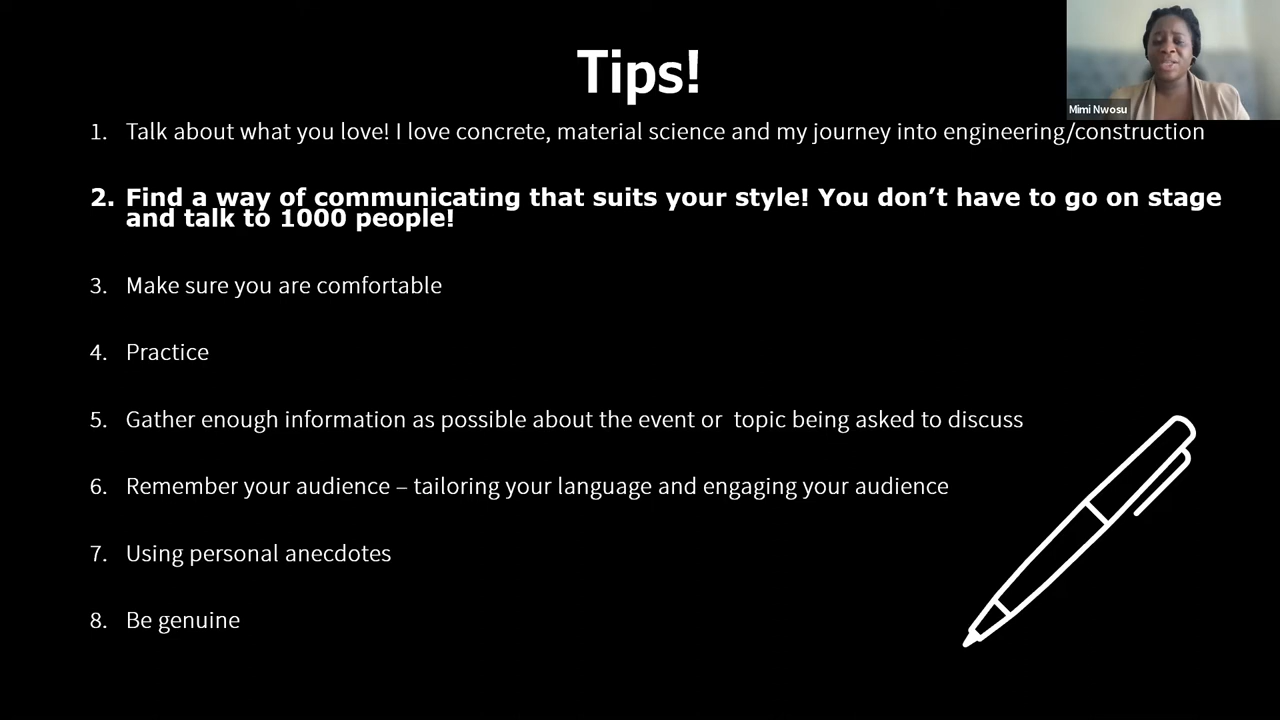 Tips!
Mimi Nwosu
1. Talk about what you love! I love concrete, material science and my journey into engineering/construction
2. Find a way of communicating that suits your style! You don’t have to go on stage
and talk to 1000 people!
3. Make sure you are comfortable
4. Practice
5. Gather enough information as possible about the event or  topic being asked to discuss
6. Remember your audience – tailoring your language and engaging your audience
7. Using personal anecdotes
8. Be genuine